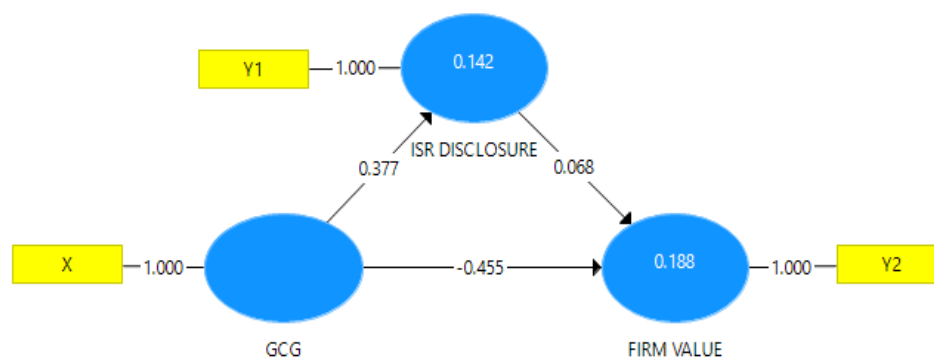 Y1
1.000
0.142
ISR DISCLOSURE
0.377
0.068
X
1.000
-0.455
0.188
1.000
Y2
GCG
FIRM VALUE